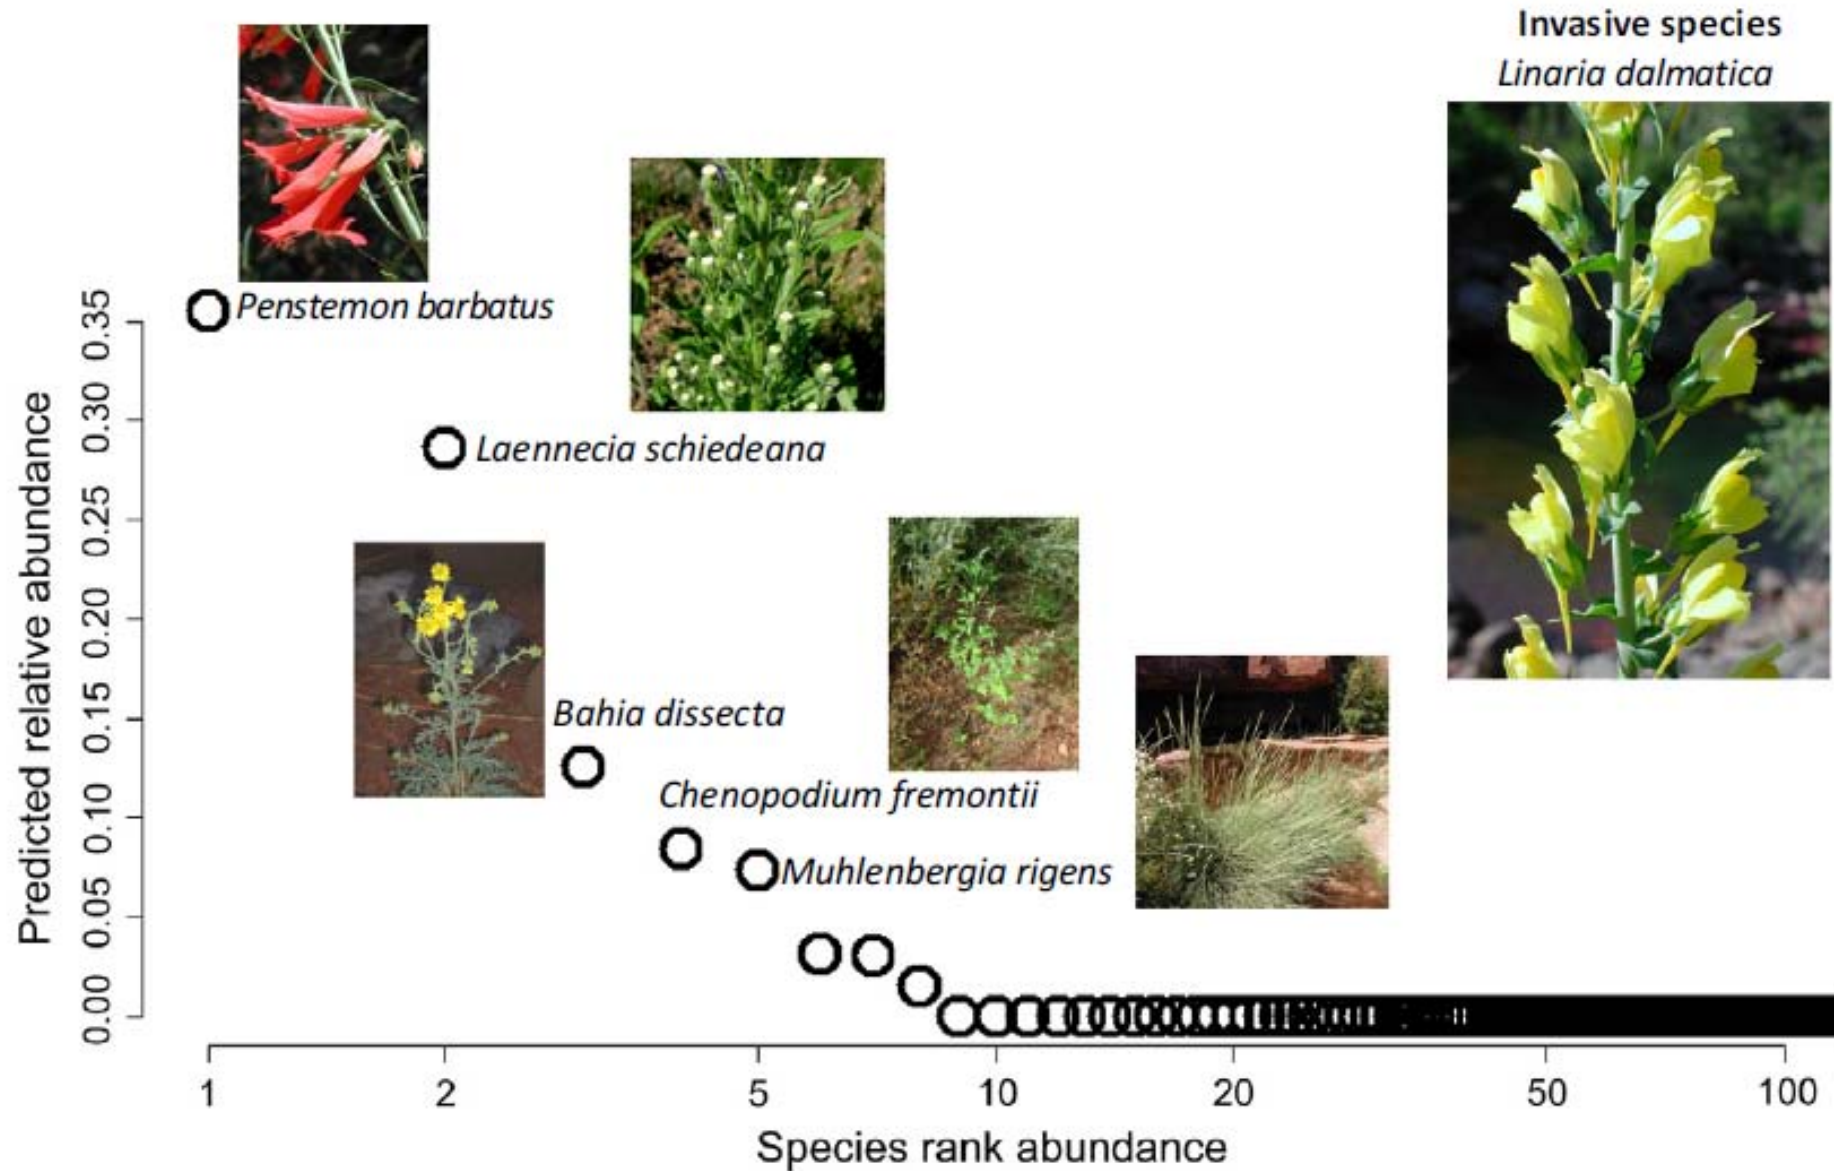 Invasive species
Linaria dalmatica
Penstemon barbatus
Laennecia schiedeana
Bahia dissecta
Chenopodium fremontii
Muhlenbergia rigens
Predicted relative abundance
0.35
0.30
0.25
0.20
0.15
0.10
0.05
0.00
1 2 5 10 20 50 100
Species rank abundance